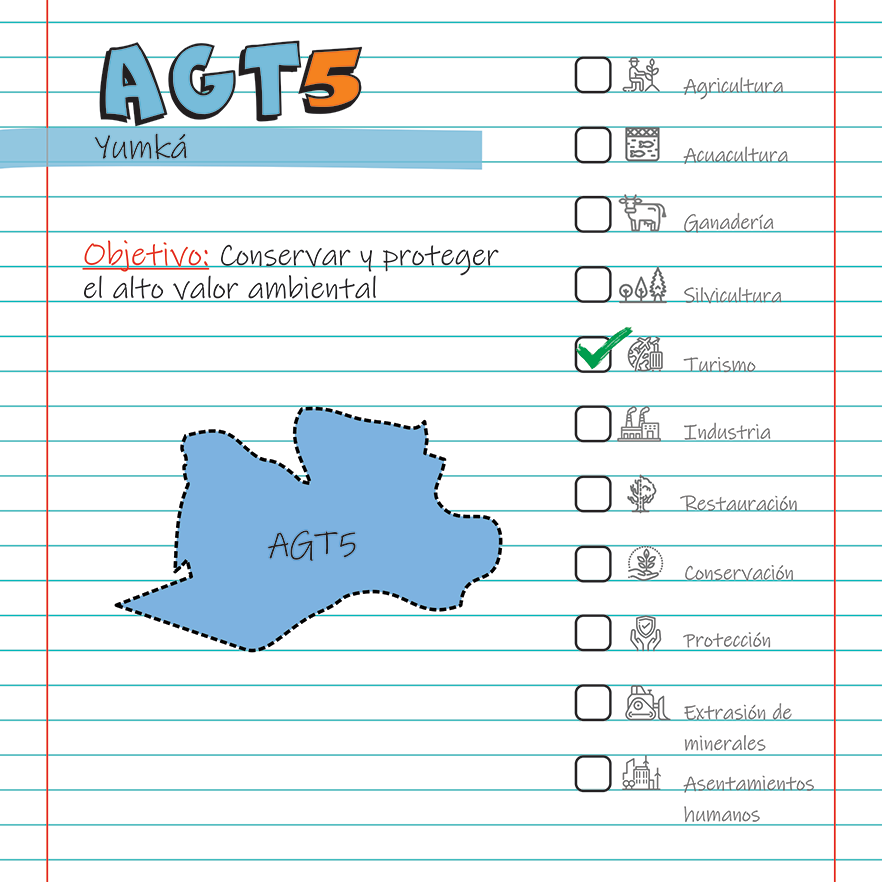 AGT5
Yumká
Objetivo: Conservar y proteger
el alto valor ambiental
AGT5
Agricultura
Acuacultura
Ganadería
Silvicultura
Turismo
Industria
Restauración
Conservación
Protección
Extrasión de
minerales
Asentamientos
humanos